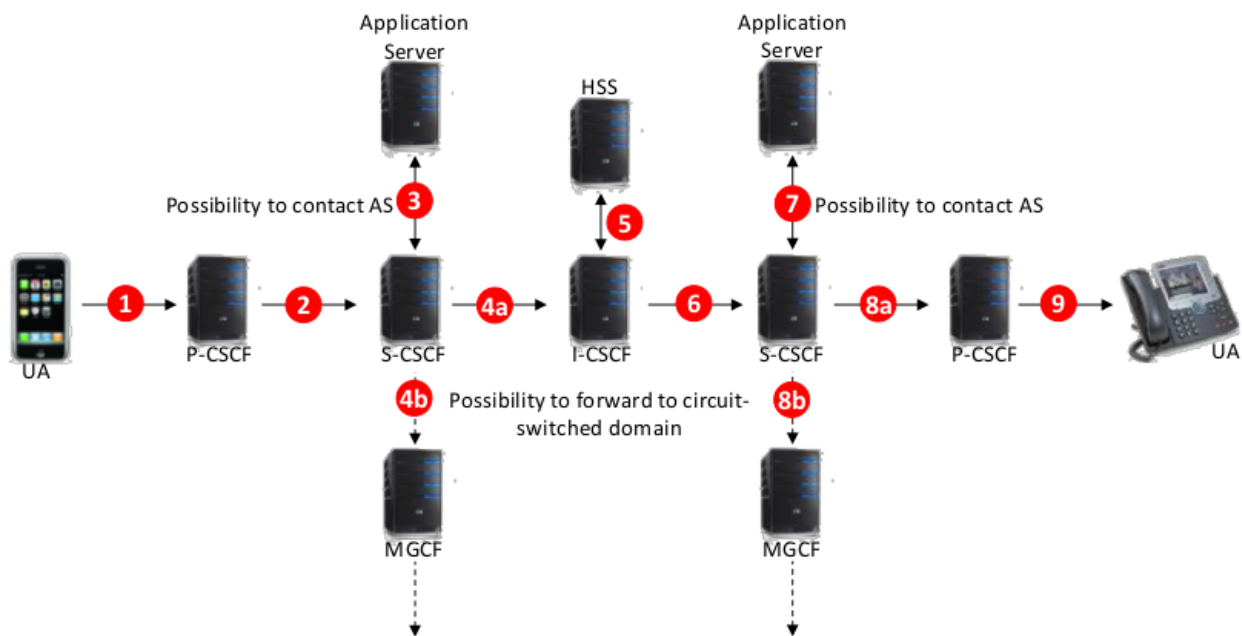 Application
Server
Application
Server
HSS
Possibility to contact AS
3
7
Possibility to contact AS
5
1
2
4a
6
8a
9
UA
P-CSCF
S-CSCF
I-CSCF
S-CSCF
P-CSCF
UA
4b
Possibility to forward to circuit-
switched domain
8b
MGCF
MGCF